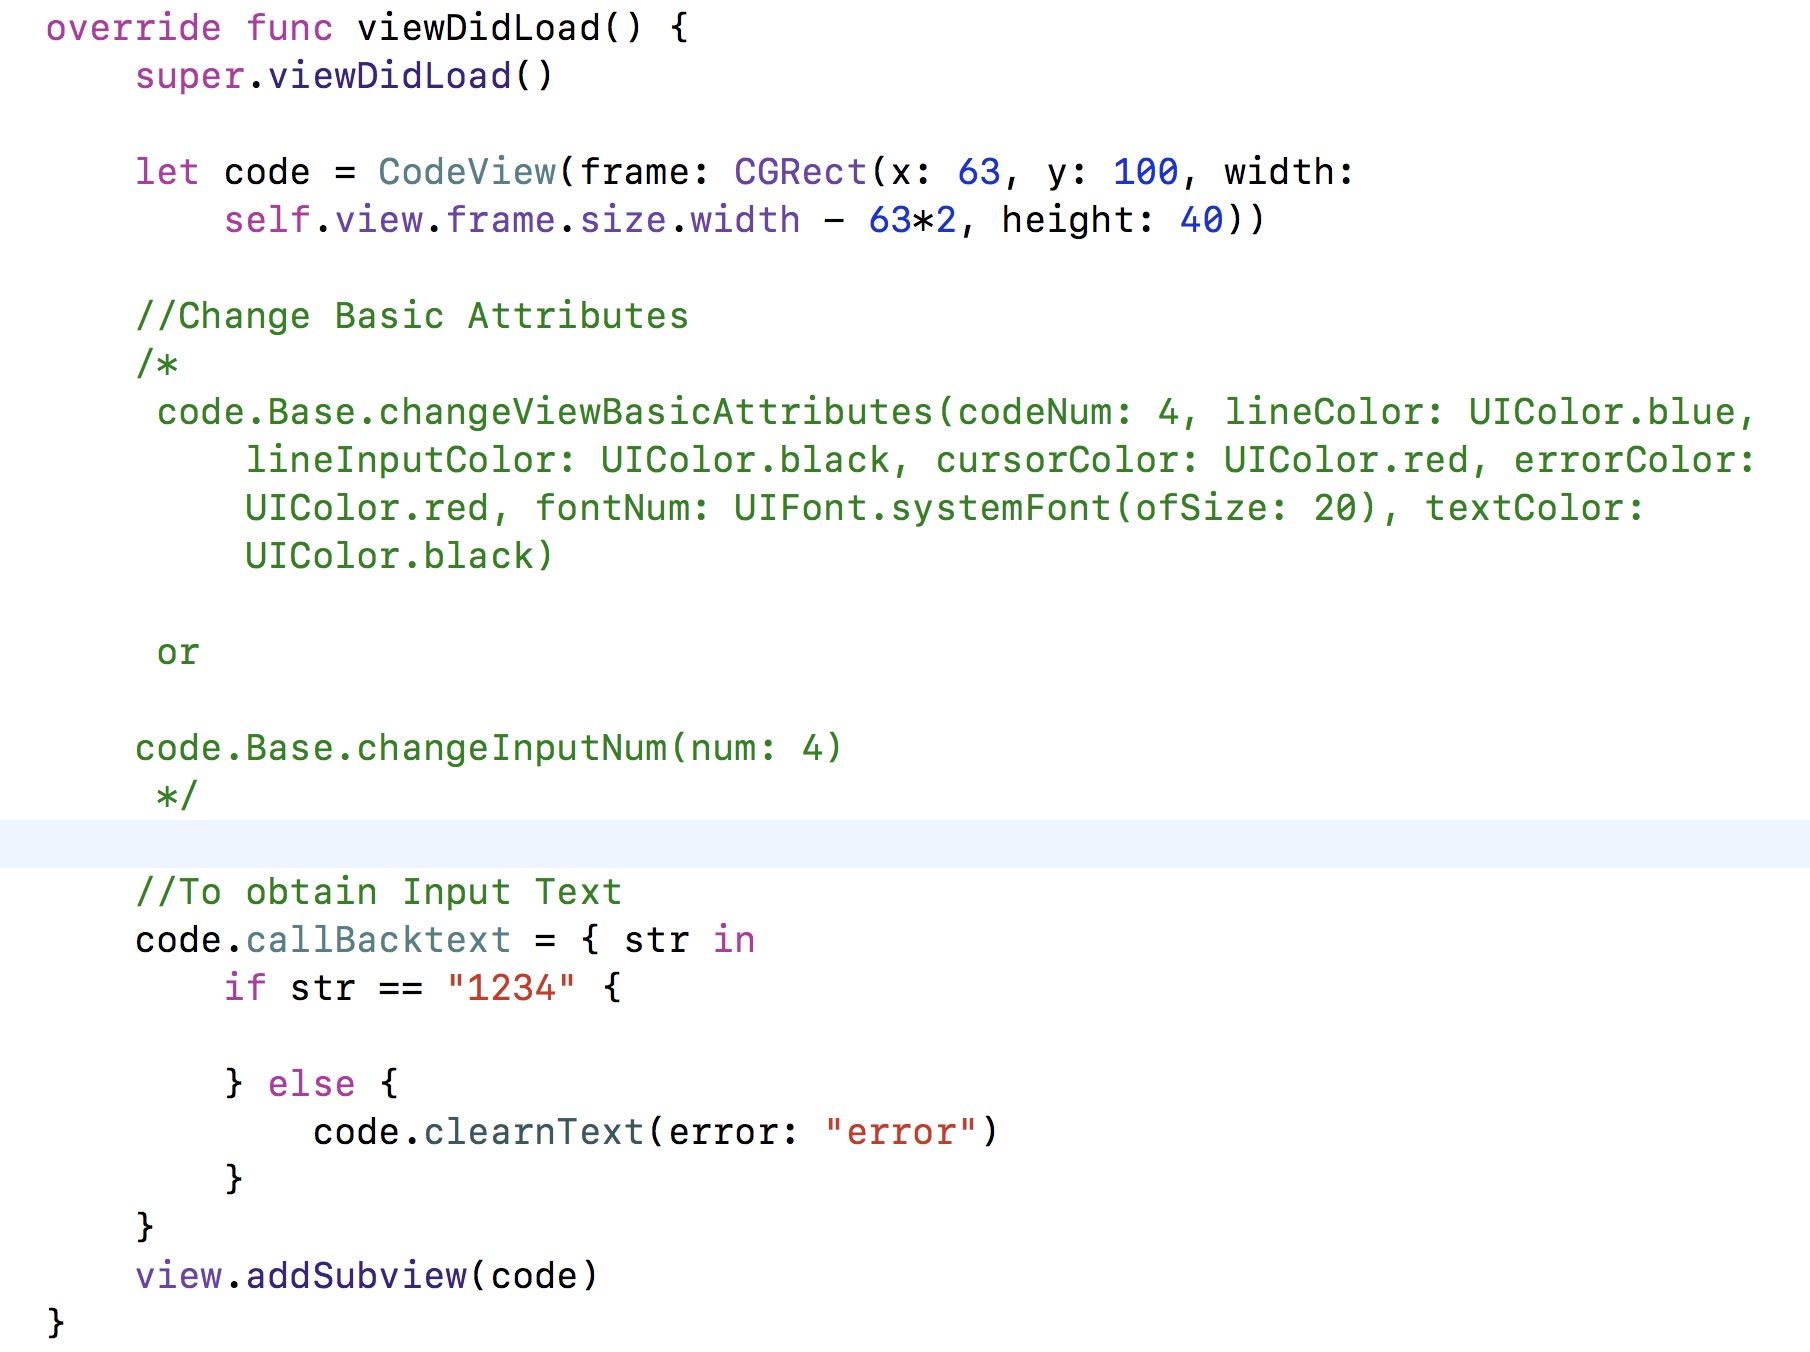 override func viewDidLoad() {
super.viewDidLoad()
let code = CodeView(frame: CGRect(x: 63, y: 100, width:
self.view.frame.size.width - 63*2, height: 40))
//Change Basic Attributes
/*
code.Base.changeViewBasicAttributes(codeNum: 4, lineColor: UIColor.blue,
lineInputColor: UIColor.black, cursorColor: UIColor.red, errorColor:
UIColor.red, fontNum: UIFont.systemFont(ofSize: 20), textColor:
UIColor.black)
or
code.Base.changeInputNum(num: 4)
*/
//To obtain Input Text
code.callBacktext = { str in
if str == "1234" {
} else {
code.clearnText(error: "error")
}
}
view.addSubview(code)
}